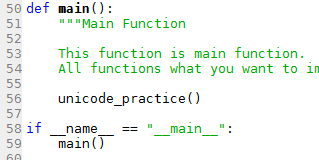 50 def main():
51 """Main Function
52
53 This function is main function.
54 All functions what you want to
55
56 unicode_practice()
57
58 if __name__ == "__main__":
59 main()
60